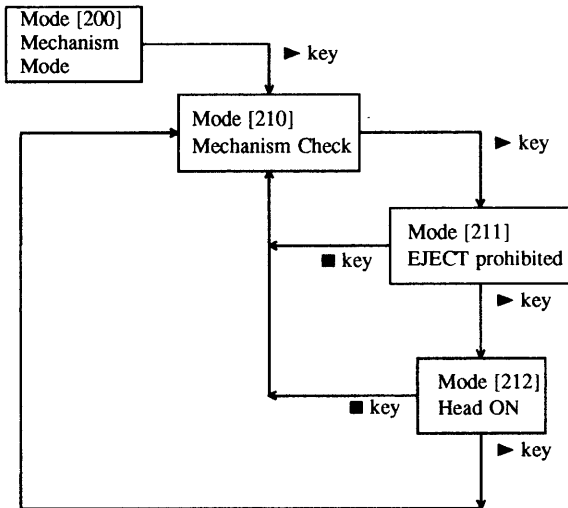 Mode [200]
Mechanism
Mode
► key
Mode [210]
Mechanism Check
► key
Mode [211]
EJECT prohibited
■ key
► key
Mode [212]
Head ON
■ key
► key